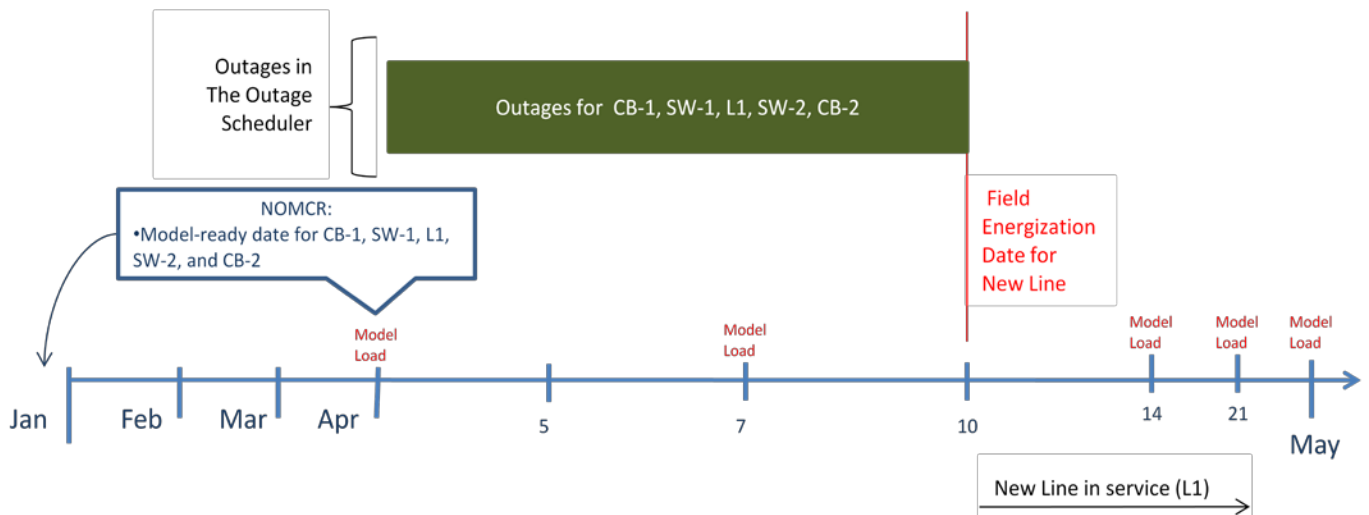 Outages in
The Outage
Scheduler
Outages for CB-1, SW-1, L1, SW-2, CB-2
NOMCR:
•Model-ready date for CB-1, SW-1, L1,
SW-2, and CB-2
Field
Energization
Date for
New Line
Model
Load
Model
Load
Model
Load
Model
Load
Model
Load
Jan
Feb
Mar
Apr
5
7
10
14
21
May
New Line in service (L1)